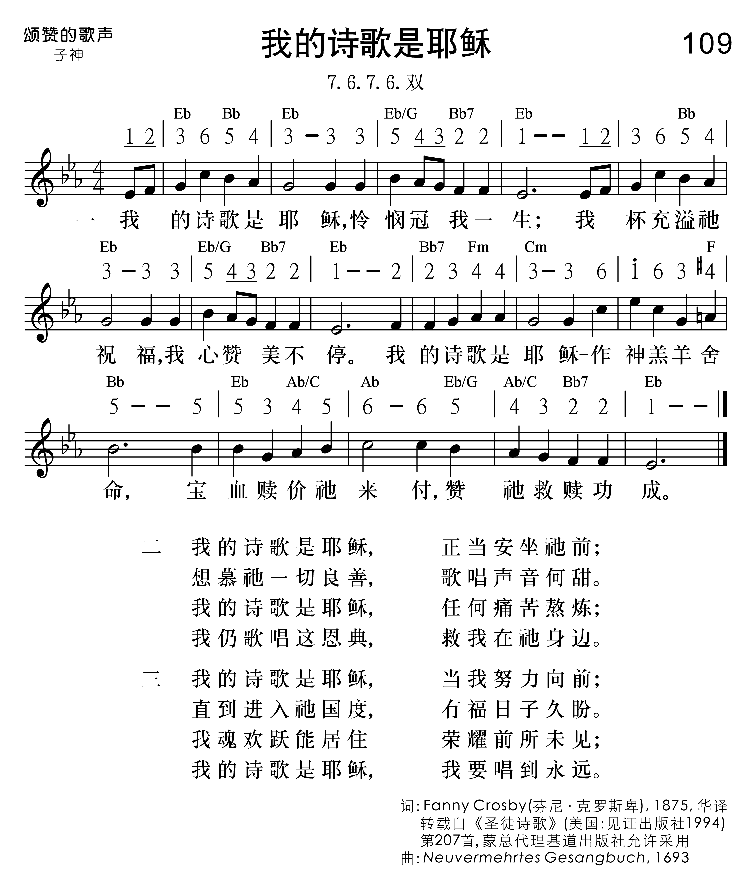 颂赞的歌声
子神
我的诗歌是耶稣
109
7.6.7.6.双
Eb Bb Eb Eb/G Bb7 Eb Bb
1 2 | 3 6 5 4 | 3 - 3 3 | 5 4 3 2 2 | 1 - - 1 2 | 3 6 5 4 |
一 我 的诗歌是 耶 稣,怜 悯冠 我一 生; 我 杯充溢祂
Eb Eb/G Bb7 Eb Bb7 Fm Cm F
3 - 3 3 | 5 4 3 2 2 | 1 - - 2 | 2 3 4 4 | 3 - 3 6 | i 6 3 #4
祝 福,我 心赞 美不 停。 我 的诗歌是 耶 稣-作 神羔羊舍
Bb Eb Ab/C Ab Eb/G Ab/C Bb7 Eb
5 - - 5 | 5 3 4 5 | 6 - 6 5 | 4 3 2 2 | 1 - - |
命, 宝 血赎价祂 来 付,赞 祂救赎功 成。
二 我的诗歌是耶稣, 正当安坐祂前;
想慕祂一切良善, 歌唱声音何甜。
我的诗歌是耶稣, 任何痛苦熬炼;
我仍歌唱这恩典, 救我在祂身边。
三 我的诗歌是耶稣, 当我努力向前;
直到进入祂国度, 有福日子久盼。
我魂欢跃能居住 荣耀前所未见;
我的诗歌是耶稣, 我要唱到永远。
词: Fanny Crosby(芬尼·克罗斯卑), 1875, 华译
转载自《圣徒诗歌》(美国:见证出版社1994)
第207首,蒙总代理基道出版社允许采用
曲: Neuvermehrtes Gesangbuch, 1693